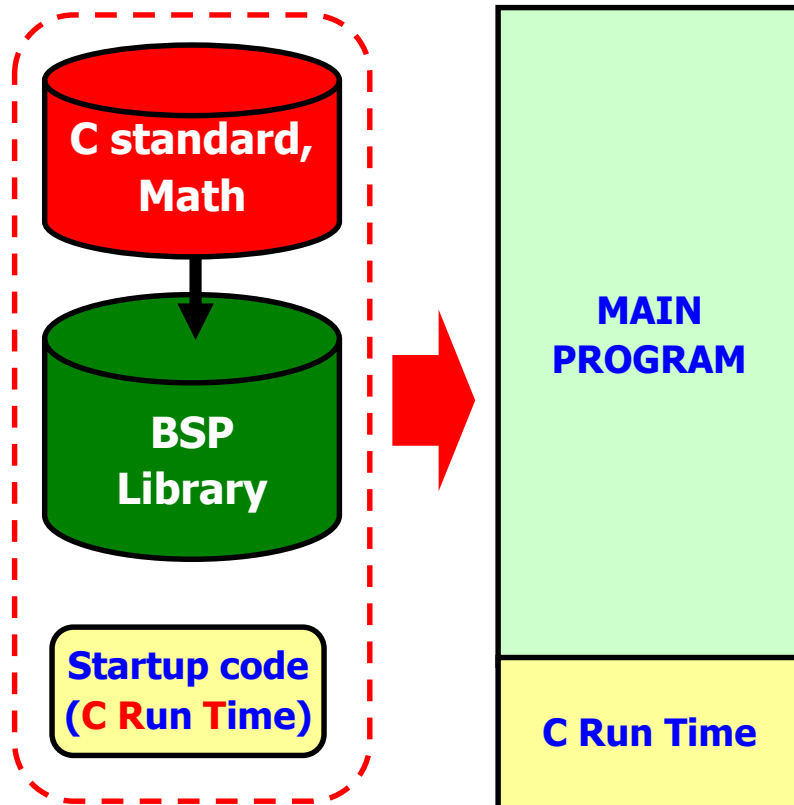 C standard,
Math
BSP
Library
Startup code
(C Run Time)
MAIN
PROGRAM
C Run Time